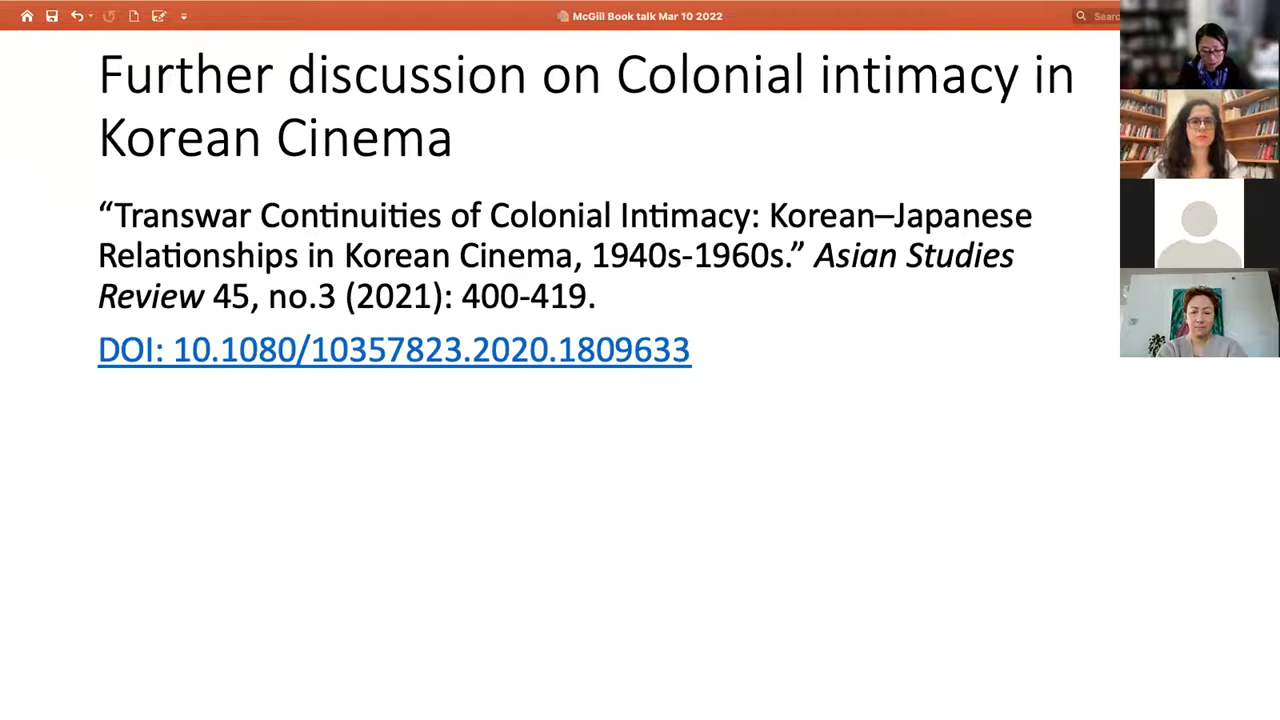 McGill Book talk Mar 10 2022
Sear
Further discussion on Colonial intimacy in
Korean Cinema
“Transwar Continuities of Colonial Intimacy: Korean–Japanese
Relationships in Korean Cinema, 1940s-1960s.” Asian Studies
Review 45, no.3 (2021): 400-419.
DOI: 10.1080/10357823.2020.1809633